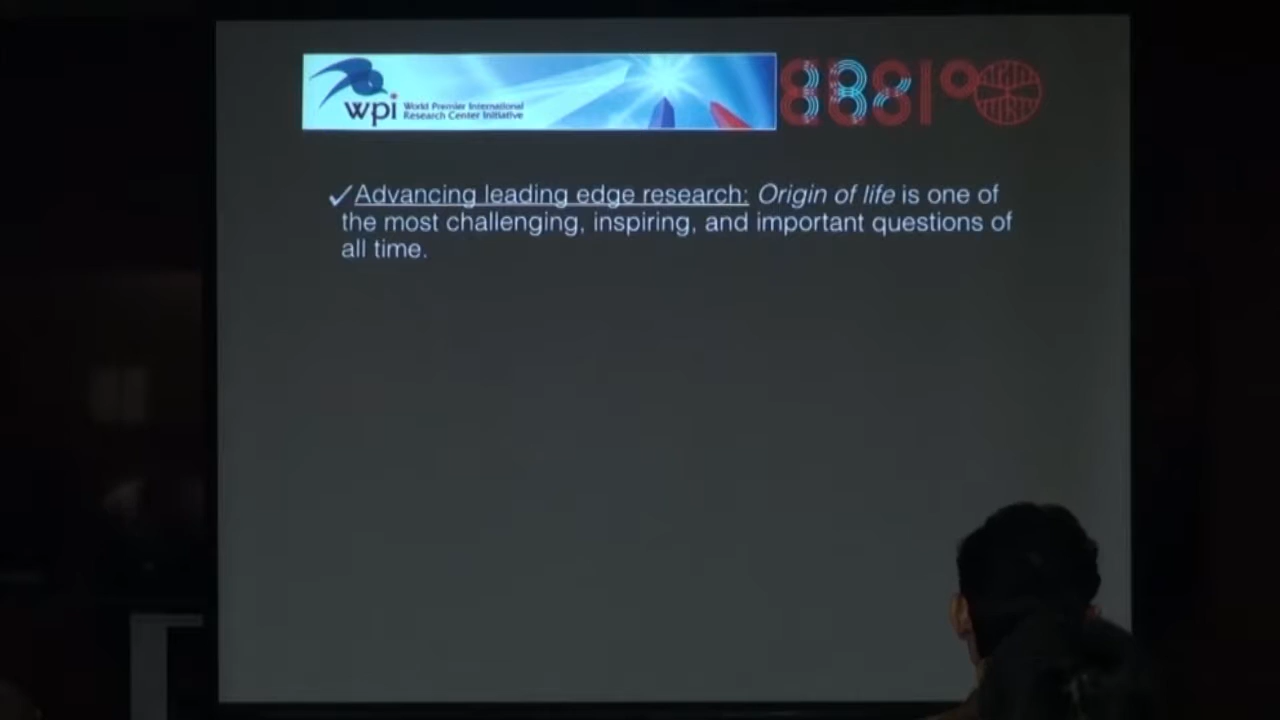 wpi World Premier International
Research Center Initiative
✓Advancing leading edge research: Origin of life is one of
the most challenging, inspiring, and important questions of
all time.